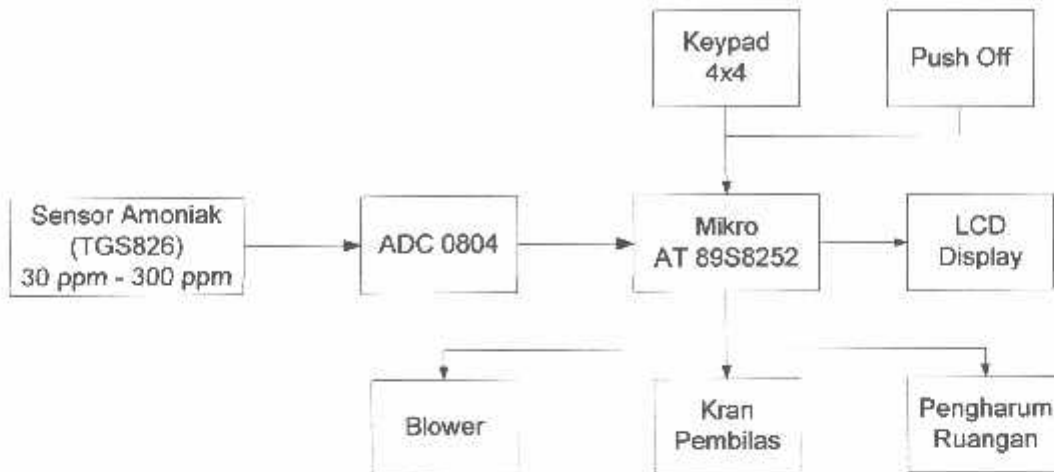 Keypad
4x4
Push Off
Sensor Amoniak
(TGS826)
30 ppm - 300 ppm
ADC 0804
Mikro
AT 89S8252
LCD
Display
Blower
Kran
Pembilas
Pengharum
Ruangan